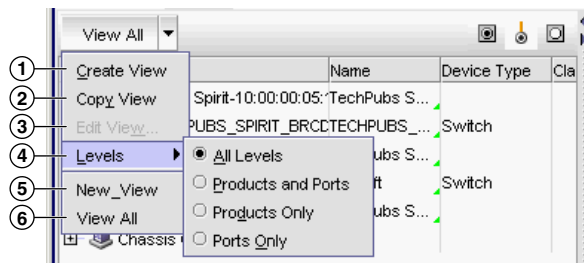 View All
Name Device Type Cla
1 Create View
2 Copy View Spirit-10:00:00:05: TechPubs S...
3 Edit View... PUBS_SPIRIT_BRCD TECHPUBS_... Switch
4 Levels All Levels ubs S...
Products and Ports ft Switch
5 New_View
Products Only ubs S...
6 View All
Ports Only
Chassis